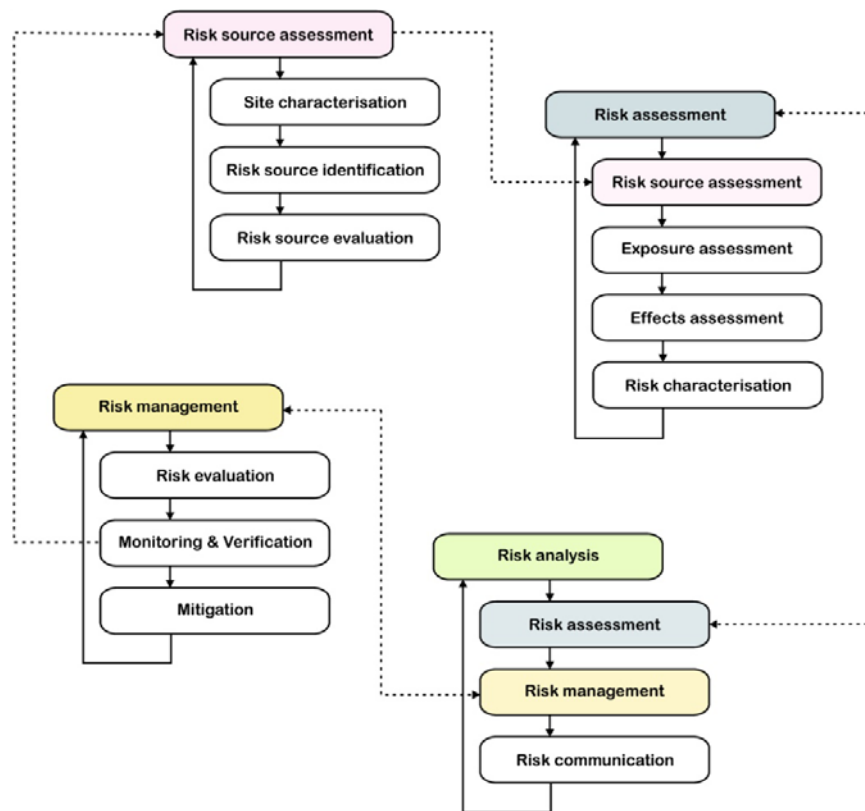 Risk source assessment
Site characterisation
Risk source identification
Risk source evaluation
Risk assessment
Risk source assessment
Exposure assessment
Effects assessment
Risk characterisation
Risk management
Risk evaluation
Monitoring & Verification
Mitigation
Risk analysis
Risk assessment
Risk management
Risk communication